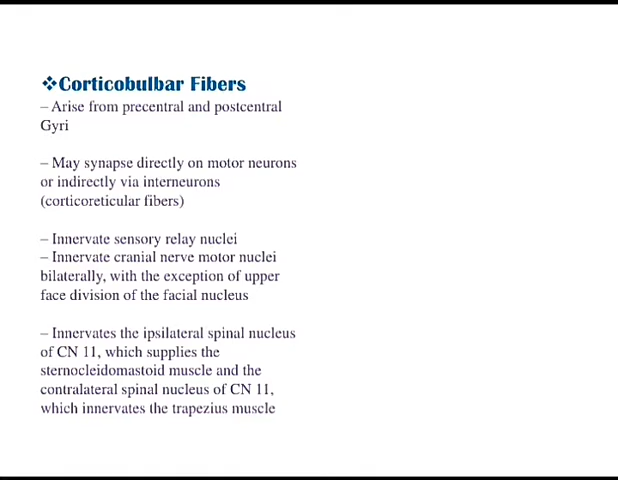 ❖Corticobulbar Fibers
– Arise from precentral and postcentral
Gyri
– May synapse directly on motor neurons
or indirectly via interneurons
(corticoreticular fibers)
– Innervate sensory relay nuclei
– Innervate cranial nerve motor nuclei
bilaterally, with the exception of upper
face division of the facial nucleus
– Innervates the ipsilateral spinal nucleus
of CN 11, which supplies the
sternocleidomastoid muscle and the
contralateral spinal nucleus of CN 11,
which innervates the trapezius muscle